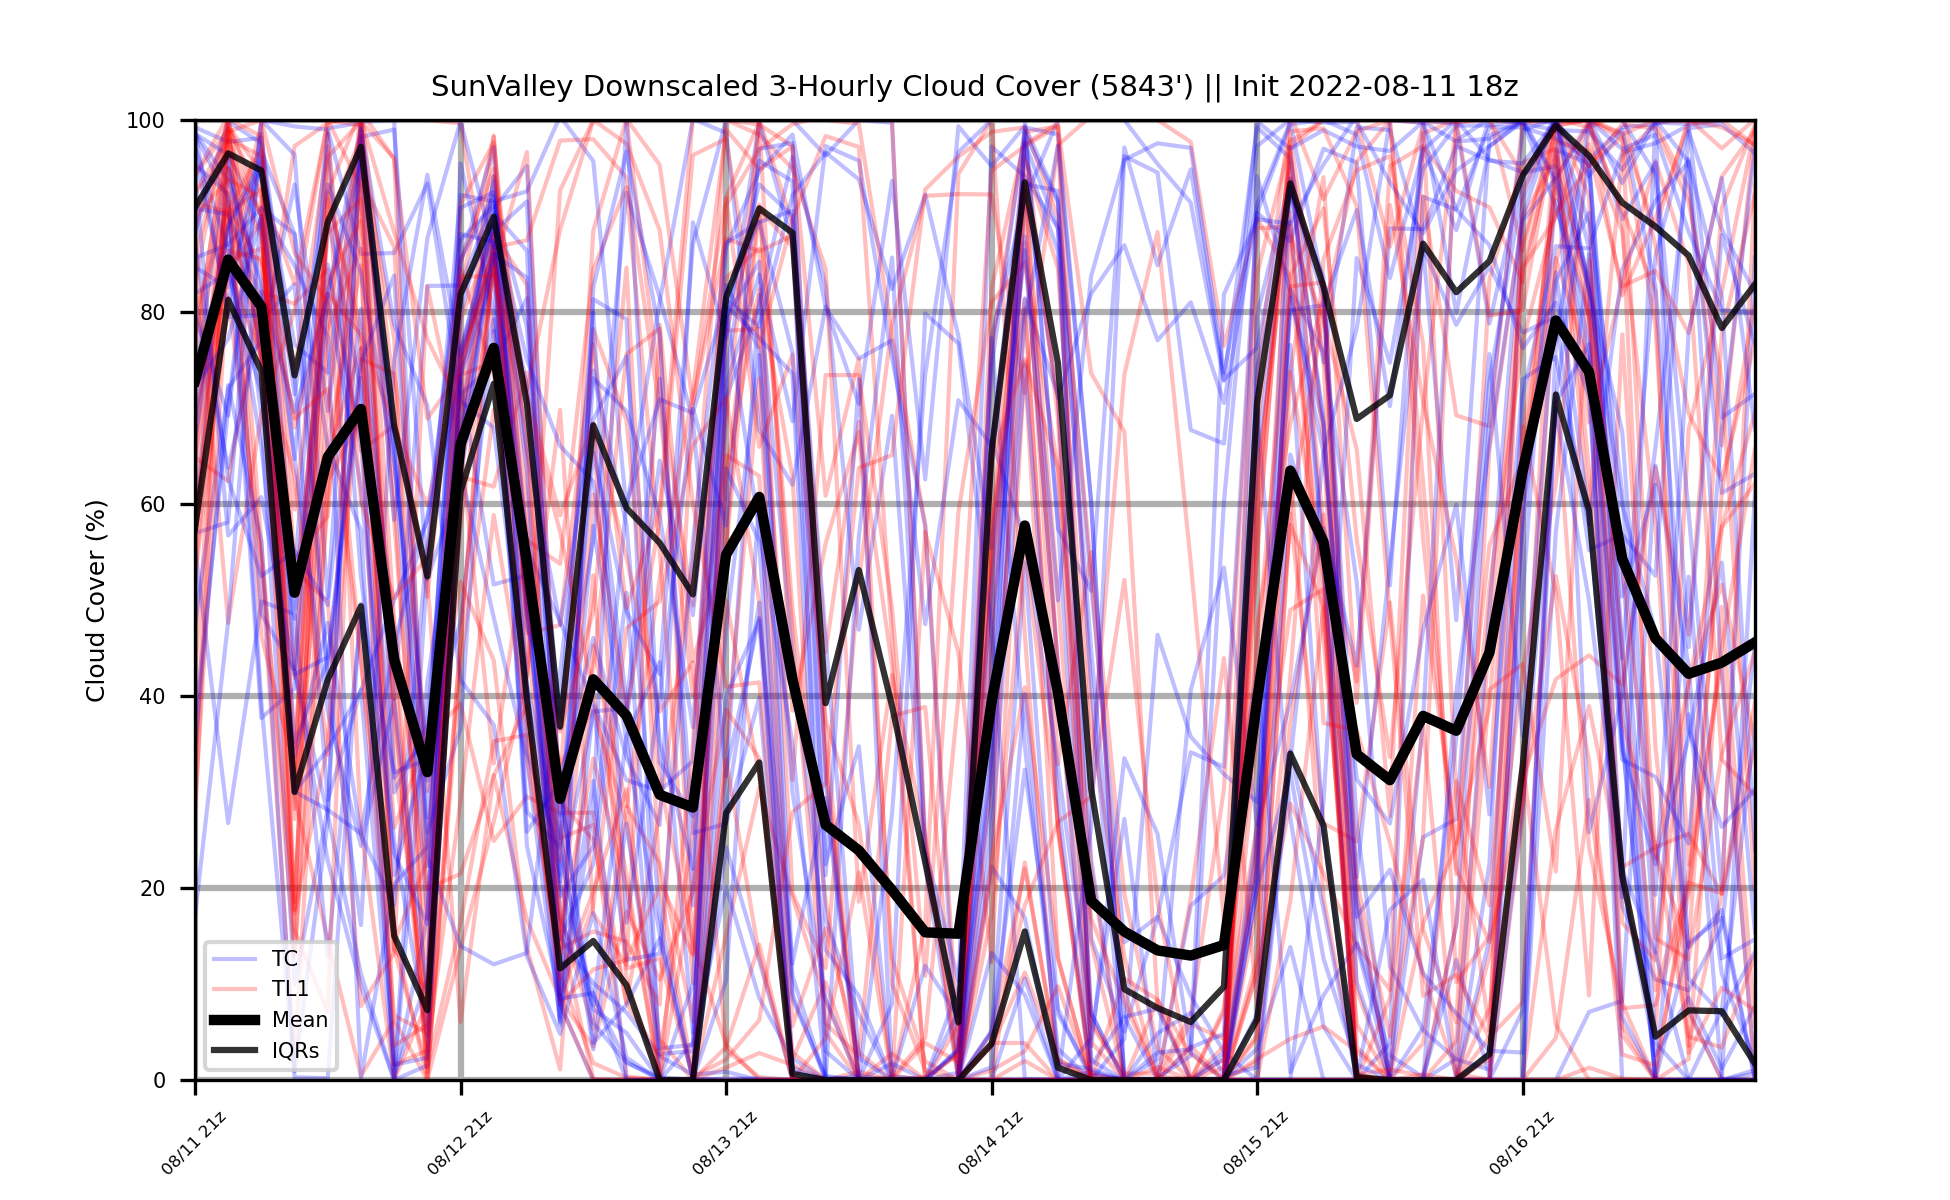 SunValley Downscaled 3-Hourly Cloud Cover (5843') || Init 2022-08-11 18z
Cloud Cover (%)
100
80
60
40
20
0
TC
TL1
Mean
IQRs
08/11 21z
08/12 21z
08/13 21z
08/14 21z
08/15 21z
08/16 21z